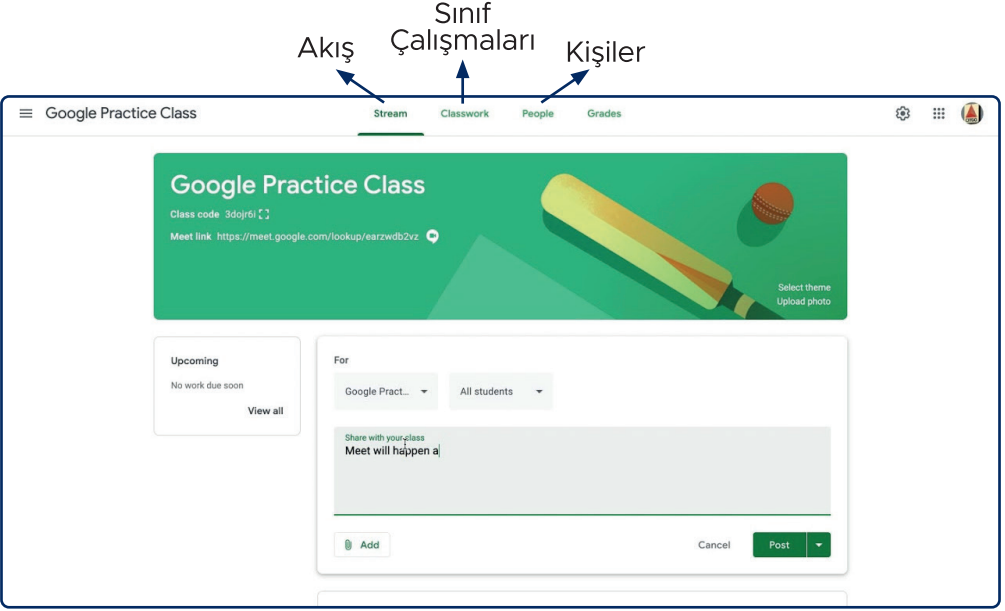 Akış
Sınıf
Çalışmaları
Kişiler
Google Practice Class
Stream
Classwork
People
Grades
Google Practice Class
Class code 3dojr6i
Meet link https://meet.google.com/lookup/earzwdb2vz
Select theme
Upload photo
Upcoming
No work due soon
View all
For
Google Pract...
All students
Share with your class
Meet will happen a
Add
Cancel
Post